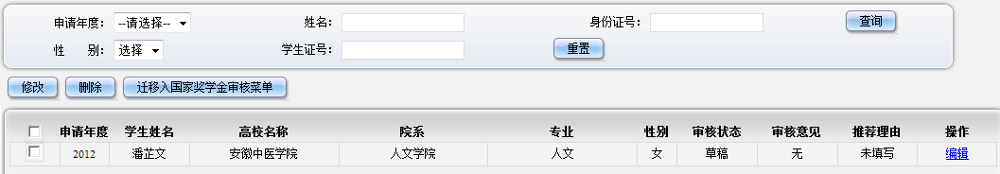 申请年度： --请选择-- 姓名： 身份证号： 查询
性 别： 选择 学生证号： 重置
修改 删除 迁移入国家奖学金审核菜单
申请年度 学生姓名 高校名称 院系 专业 性别 审核状态 审核意见 推荐理由 操作
2012 潘芷文 安徽中医学院 人文学院 人文 女 草稿 无 未填写 编辑